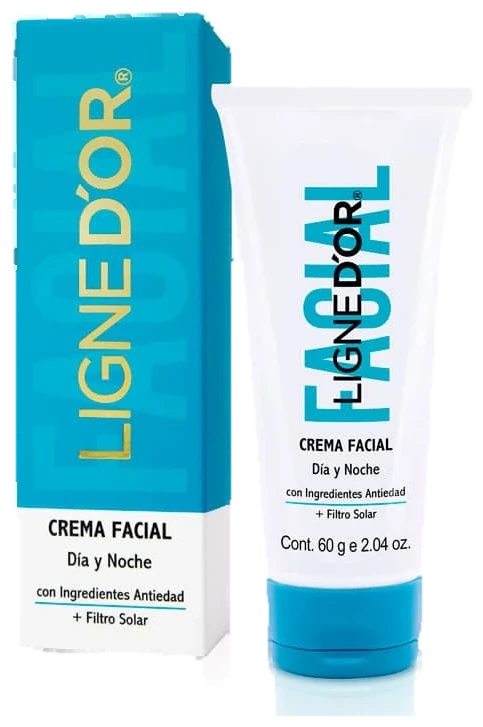 FACIAL
LIGNE D'OR®
CREMA FACIAL
Día y Noche
con Ingredientes Antiedad
+ Filtro Solar
FACIAL
LIGNE D'OR®
CREMA FACIAL
Día y Noche
con Ingredientes Antiedad
+ Filtro Solar
Cont. 60 g e 2.04 oz.